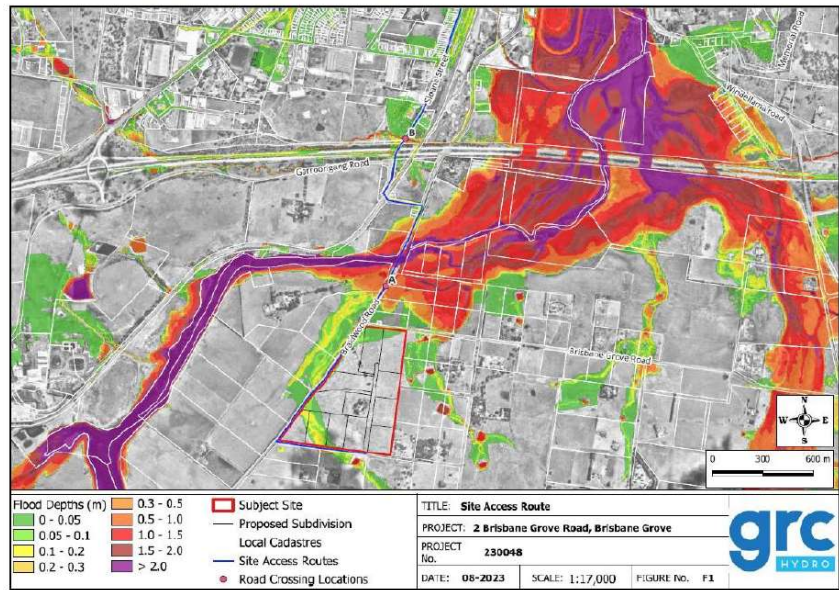 Memorial Road
Windellama Road
Sloane Street
B
Garroorigang Road
A
Braidwood Road
Brisbane Grove Road
N
W E
S
0 300 600 m
Flood Depths (m)
0 - 0.05
0.05 - 0.1
0.1 - 0.2
0.2 - 0.3
0.3 - 0.5
0.5 - 1.0
1.0 - 1.5
1.5 - 2.0
> 2.0
Subject Site
Proposed Subdivision
Local Cadastres
Site Access Routes
Road Crossing Locations
TITLE: Site Access Route
PROJECT: 2 Brisbane Grove Road, Brisbane Grove
PROJECT No. 230048
DATE: 08-2023 SCALE: 1:17,000 FIGURE No. F1
grc
HYDRO